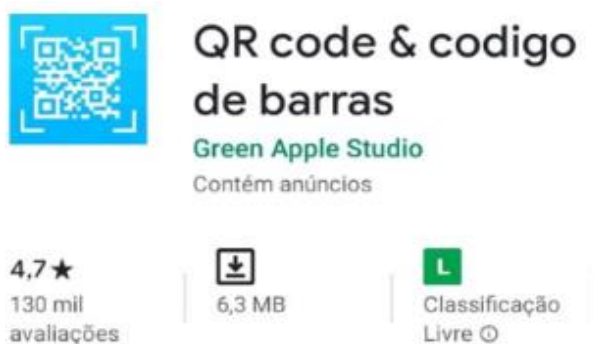 QR code & codigo
de barras
Green Apple Studio
Contém anúncios
4,7★
130 mil
avaliações
6,3 MB
L
Classificação
Livre ⓘ